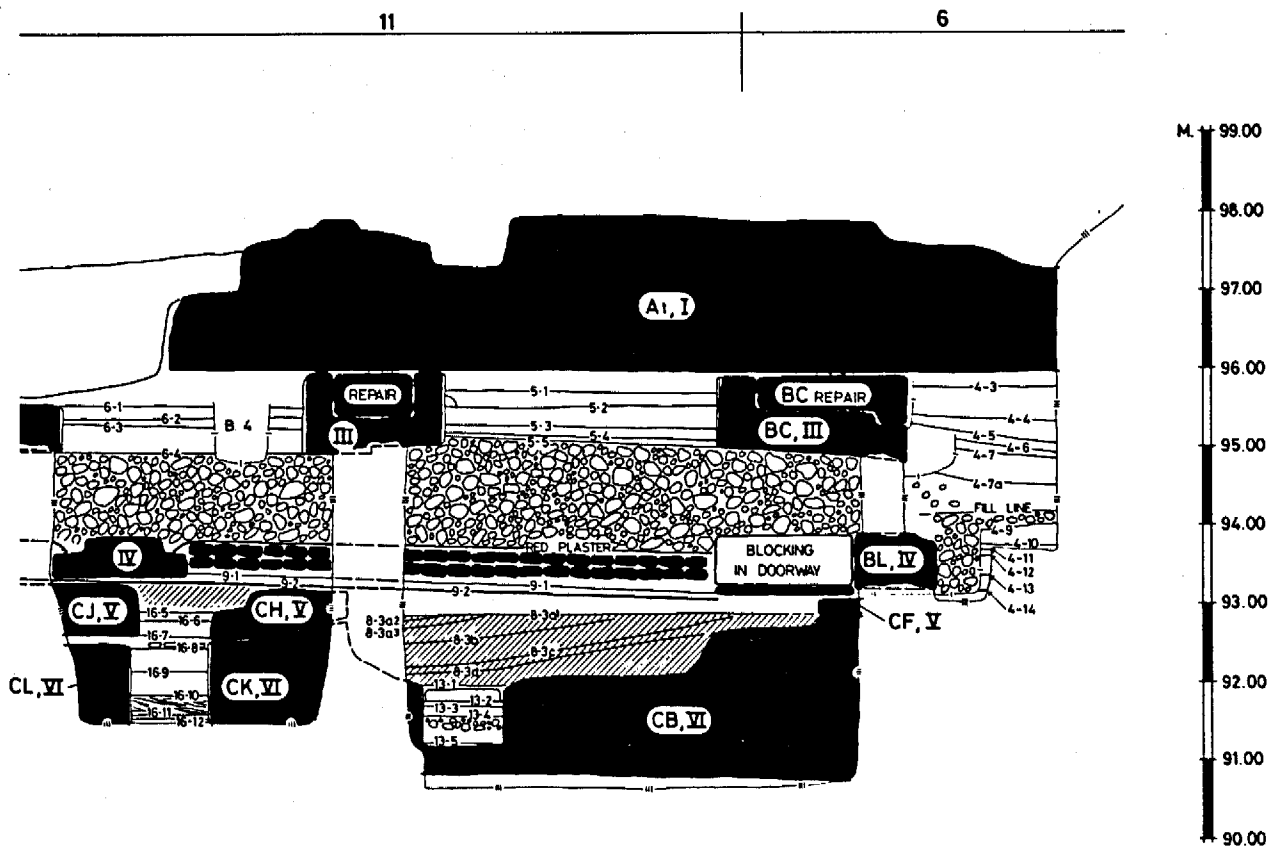 11 6
M. 99.00
98.00
97.00
A1, I
96.00
REPAIR
5-1
BC REPAIR
4-3
6-1
6-2
5-2
4-4
6-3
B. 4
III
5-3
BC, III
4-5
5-4
4-6
95.00
5-5
6-4
4-7
4-7a
FILL LINE
94.00
4-9
RED PLASTER
4-10
IV
BLOCKING
IN DOORWAY
BL, IV
4-11
4-12
9-1
9-2
9-1
4-13
9-2
93.00
4-14
CJ, V
16-5
16-6
CH, V
8-3a2
8-3a1
8-3a3
CF, V
16-7
8-3b
16-8
8-3c
16-9
8-3d
CL, VI
CK, VI
13-1
92.00
16-10
13-2
13-3
16-11
13-4
16-12
CB, VI
13-5
91.00
90.00